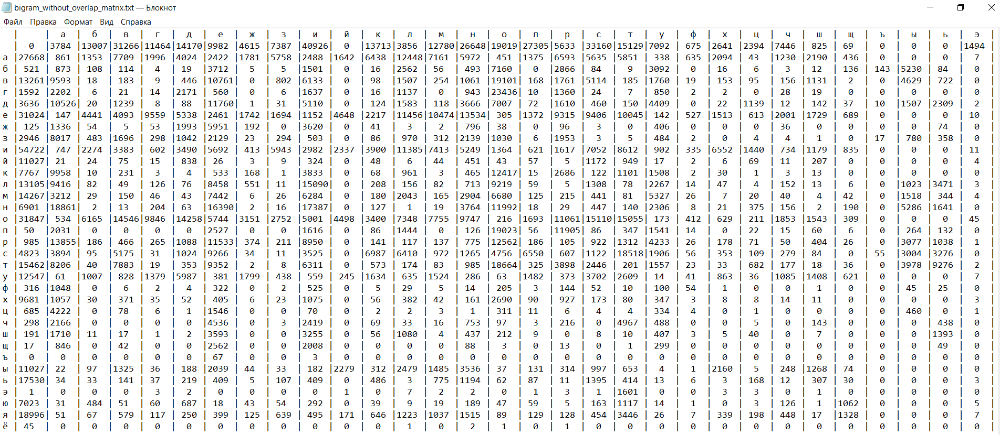 bigram_without_overlap_matrix.txt — Блокнот
Файл Правка Формат Вид Справка
| | а | б | в | г | д | е | ж | з | и | й | к | л | м | н | о | п | р | с | т | у | ф | х | ц | ч | ш | щ | ъ | ы | ь | э |
| 0 | 3784 |13007|31266|11464|14170|9982 | 4615| 7387 |40926| 0 |13713|3856 |12780|26648|19019|27305|5633 |33160|15129|7092 | 675 | 2641 | 2394 | 7446 | 825 | 69 | 0 | 0 | 0 |1494 |
а |27668| 861 |1353 | 7709 | 1996 | 4024 | 2422 | 1781 | 5758 | 2488 |1642 | 6438 |12448|7161 | 5972 | 451 | 1375 | 6593 | 5635 | 5851 | 338 | 635 | 2094 | 43 | 1230 | 2190 | 436 | 0 | 0 | 0 | 7 |
б | 521 | 873 | 108 | 114 | 4 | 19 | 3712 | 5 | 5 | 1501 | 0 | 16 | 2562 | 56 | 493 |7160 | 0 | 2866 | 84 | 9 | 3092 | 0 | 16 | 6 | 3 | 12 | 136 | 143 |5230 | 84 | 0 |
в |13261|9593 | 18 | 183 | 9 | 446 |10761| 0 | 802 | 6133 | 0 | 98 | 1507 | 254 | 1061 |19101| 168 | 1761 | 5114 | 185 | 1760 | 19 | 153 | 95 | 156 |1131 | 2 | 0 |4629 | 722 | 0 |
г |1592 | 2202 | 6 | 21 | 14 | 2171 | 560 | 0 | 6 | 1637 | 0 | 16 | 1137 | 0 | 943 |23436| 10 | 1360 | 24 | 7 | 850 | 2 | 2 | 0 | 28 | 19 | 0 | 0 | 0 | 0 | 0 |
д |3636 |10526| 20 | 1239 | 8 | 88 |11760| 1 | 31 | 5110 | 0 | 124 | 1583 | 118 | 3666 | 7007 | 72 | 1610 | 460 | 150 | 4409 | 0 | 22 | 1139 | 12 | 142 | 37 | 10 | 1507 | 2309 | 2 |
е |31024| 147 | 4441 | 4093 | 9559 | 5338 | 2461 | 1742 | 1694 | 1152 |4648 | 2217 |11456|10474|13534| 305 | 1372 | 9315 | 9406 |10045| 142 | 527 | 1513 | 613 | 2001 | 1729 | 689 | 0 | 0 | 0 | 10 |
ж | 125 | 1336 | 54 | 5 | 53 | 1993 | 5951 | 192 | 0 | 3620 | 0 | 41 | 3 | 2 | 796 | 38 | 0 | 96 | 3 | 0 | 406 | 0 | 0 | 0 | 36 | 0 | 0 | 0 | 0 | 74 | 0 |
з |2946 | 8017 | 483 | 1696 | 298 | 1042 | 2129 | 23 | 294 | 503 | 0 | 86 | 970 | 312 | 2139 | 1030 | 6 | 1953 | 3 | 5 | 484 | 2 | 0 | 4 | 4 | 1 | 0 | 17 | 780 | 358 | 0 |
и |54722| 747 | 2274 | 3383 | 602 | 3490 | 5692 | 413 | 5943 | 2982 |2337 | 3900 |11385|7413 | 5249 | 1364 | 621 | 1617 | 7052 | 8612 | 902 | 335 | 6552 | 1440 | 734 | 1179 | 835 | 0 | 0 | 0 | 11 |
й |11027| 21 | 24 | 75 | 15 | 838 | 26 | 3 | 9 | 324 | 0 | 48 | 6 | 44 | 451 | 43 | 57 | 5 | 1172 | 949 | 17 | 2 | 6 | 69 | 11 | 207 | 0 | 0 | 0 | 0 | 4 |
к |7767 | 9958 | 10 | 231 | 3 | 4 | 533 | 168 | 1 | 3833 | 0 | 68 | 961 | 3 | 465 |12417| 15 | 2686 | 122 | 1101 | 1508 | 2 | 30 | 1 | 3 | 13 | 0 | 0 | 0 | 0 | 0 |
л |13105|9416 | 82 | 49 | 126 | 76 | 8458 | 551 | 11 |15090| 0 | 208 | 156 | 82 | 713 | 9219 | 59 | 5 | 1308 | 78 | 2267 | 14 | 47 | 4 | 152 | 13 | 6 | 0 |1023 | 3471 | 3 |
м |14267|3212 | 29 | 150 | 46 | 43 | 7442 | 6 | 26 | 6284 | 0 | 180 | 2043 | 165 | 2904 | 6680 | 125 | 215 | 441 | 81 | 5327 | 26 | 7 | 20 | 40 | 4 | 42 | 0 | 1518 | 344 | 4 |
н |6901 |18861| 2 | 13 | 204 | 63 |16390| 2 | 16 |17387| 0 | 127 | 1 | 19 | 3764 |11992| 18 | 29 | 447 | 140 | 2306 | 8 | 21 | 375 | 156 | 2 | 190 | 0 | 5286 | 1641 | 0 |
о |31847| 534 | 6165 |14546|9846 |14258|5744 | 3151 | 2752 | 5001 |4498 | 3400 | 7348 | 7755 | 9747 | 216 | 1693 |11061|15110|15055| 173 | 412 | 629 | 211 | 1853 | 1543 | 309 | 0 | 0 | 0 | 45 |
п | 50 | 2031 | 0 | 0 | 0 | 0 | 2527 | 0 | 0 | 1616 | 0 | 86 | 1444 | 0 | 126 |19023| 56 |11905| 86 | 347 | 1541 | 14 | 0 | 22 | 15 | 60 | 6 | 0 | 264 | 132 | 0 |
р | 985 |13855| 186 | 466 | 265 |1088 |11533| 374 | 211 | 8950 | 0 | 141 | 117 | 137 | 775 |12562| 186 | 105 | 922 | 1312 | 4233 | 26 | 178 | 71 | 50 | 404 | 26 | 0 | 3077 | 1038 | 1 |
с |4823 | 3894 | 95 | 5175 | 31 | 1024 | 9266 | 34 | 11 | 3525 | 0 |6987 | 6410 | 972 | 1265 | 4756 | 6550 | 607 | 1122 |18518|1906 | 56 | 353 | 109 | 279 | 84 | 0 | 55 | 3004 | 3276 | 0 |
т |15462|8206 | 40 | 7883 | 19 | 353 | 9352 | 2 | 8 | 6311 | 0 | 573 | 174 | 83 | 985 |18664| 325 | 3898 | 2446 | 201 | 1557 | 23 | 33 | 682 | 177 | 18 | 36 | 0 | 3978 | 9276 | 2 |
у |12547| 61 | 1007 | 828 | 1379 | 5987 | 381 | 1799 | 438 | 559 | 245 | 1634 | 635 | 1524 | 286 | 63 | 1482 | 373 | 3702 | 2609 | 14 | 41 | 863 | 36 | 1085 | 1408 | 621 | 0 | 0 | 0 | 7 |
ф | 316 | 1048 | 0 | 6 | 2 | 4 | 322 | 0 | 2 | 525 | 0 | 5 | 29 | 5 | 14 | 205 | 3 | 144 | 52 | 10 | 100 | 54 | 1 | 0 | 0 | 1 | 0 | 0 | 45 | 25 | 0 |
х |9681 | 1057 | 30 | 371 | 35 | 52 | 405 | 6 | 23 | 1075 | 0 | 56 | 382 | 42 | 161 | 2690 | 90 | 927 | 173 | 80 | 347 | 3 | 8 | 8 | 14 | 11 | 0 | 0 | 0 | 0 | 3 |
ц | 685 | 4222 | 0 | 78 | 6 | 1 | 1546 | 0 | 0 | 70 | 0 | 2 | 2 | 3 | 1 | 311 | 11 | 6 | 4 | 4 | 334 | 4 | 0 | 1 | 0 | 0 | 0 | 0 | 460 | 0 | 1 |
ч | 298 | 2166 | 0 | 0 | 0 | 0 | 4536 | 0 | 3 | 2419 | 0 | 69 | 33 | 16 | 753 | 97 | 3 | 216 | 0 | 4967 | 488 | 0 | 0 | 5 | 0 | 143 | 0 | 0 | 0 | 438 | 0 |
ш | 191 | 1710 | 11 | 17 | 1 | 2 | 3593 | 0 | 0 | 3255 | 0 | 56 | 1080 | 4 | 437 | 212 | 9 | 0 | 8 | 10 | 407 | 3 | 5 | 40 | 0 | 7 | 0 | 0 | 0 |1393 | 0 |
щ | 17 | 846 | 0 | 42 | 0 | 0 | 2562 | 0 | 0 | 2008 | 0 | 0 | 0 | 0 | 88 | 3 | 0 | 13 | 0 | 1 | 299 | 0 | 0 | 0 | 0 | 0 | 0 | 0 | 0 | 49 | 0 |
ъ | 0 | 0 | 0 | 0 | 0 | 0 | 67 | 0 | 0 | 3 | 0 | 0 | 0 | 0 | 0 | 0 | 0 | 0 | 0 | 0 | 0 | 0 | 0 | 0 | 0 | 0 | 0 | 0 | 0 | 0 | 0 |
ы |11027| 22 | 97 | 1325 | 36 | 188 | 2039 | 44 | 33 | 182 |2279 | 312 | 2479 | 1485 | 3536 | 37 | 131 | 314 | 997 | 653 | 4 | 1 | 2160 | 5 | 248 | 1268 | 74 | 0 | 0 | 0 | 0 |
ь |17530| 34 | 33 | 141 | 37 | 219 | 409 | 5 | 107 | 409 | 0 | 486 | 3 | 775 | 1194 | 62 | 87 | 11 | 1395 | 414 | 13 | 6 | 3 | 168 | 12 | 307 | 30 | 0 | 0 | 0 | 3 |
э | 1 | 0 | 0 | 0 | 3 | 2 | 0 | 0 | 0 | 0 | 1 | 0 | 7 | 2 | 2 | 0 | 1 | 3 | 1 |1601 | 0 | 0 | 3 | 3 | 0 | 1 | 0 | 0 | 0 | 0 | 0 |
ю |7023 | 31 | 484 | 51 | 60 | 687 | 18 | 43 | 54 | 292 | 0 | 39 | 9 | 19 | 189 | 47 | 59 | 5 | 163 |1117 | 14 | 1 | 0 | 3 | 126 | 1 |1062 | 0 | 0 | 0 | 5 |
я |18996| 51 | 67 | 579 | 117 | 250 | 399 | 125 | 639 | 495 | 171 | 646 | 1223 | 1037 | 1515 | 89 | 129 | 128 | 454 | 3446 | 26 | 7 | 339 | 198 | 448 | 17 |1328 | 0 | 0 | 0 | 7 |
ё | 45 | 0 | 0 | 0 | 0 | 0 | 0 | 0 | 0 | 0 | 0 | 0 | 1 | 0 | 2 | 1 | 0 | 1 | 0 | 0 | 0 | 0 | 0 | 0 | 0 | 0 | 0 | 0 | 0 | 0 | 0 |